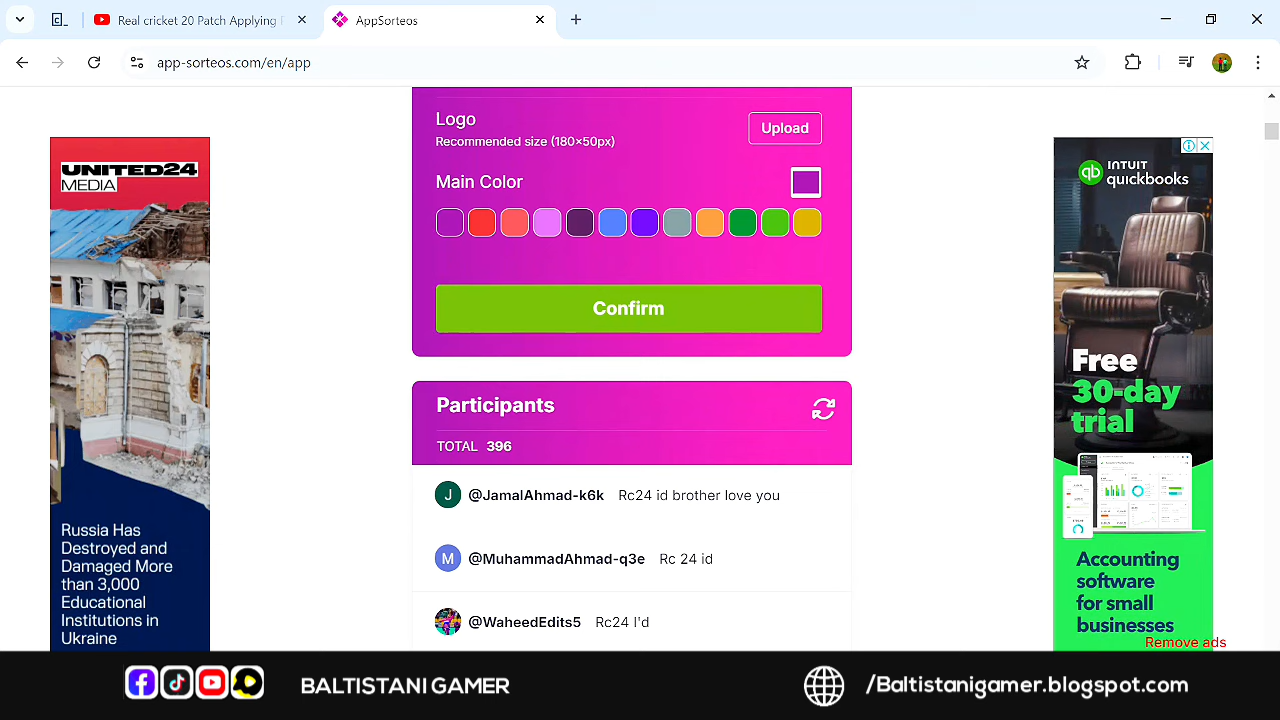 Real cricket 20 Patch Applying
AppSorteos
app-sorteos.com/en/app
Logo
Recommended size (180×50px)
Upload
Main Color
Confirm
Participants
TOTAL 396
J
@JamalAhmad-k6k Rc24 id brother love you
M
@MuhammadAhmad-q3e Rc 24 id
@WaheedEdits5 Rc24 I'd
UNITED24
MEDIA
Russia Has
Destroyed and
Damaged More
than 3,000
Educational
Institutions in
Ukraine
INTUIT
qb quickbooks
Free
30-day
trial
Accounting
software
for small
businesses
Remove ads
BALTISTANI GAMER
/Baltistanigamer.blogspot.com